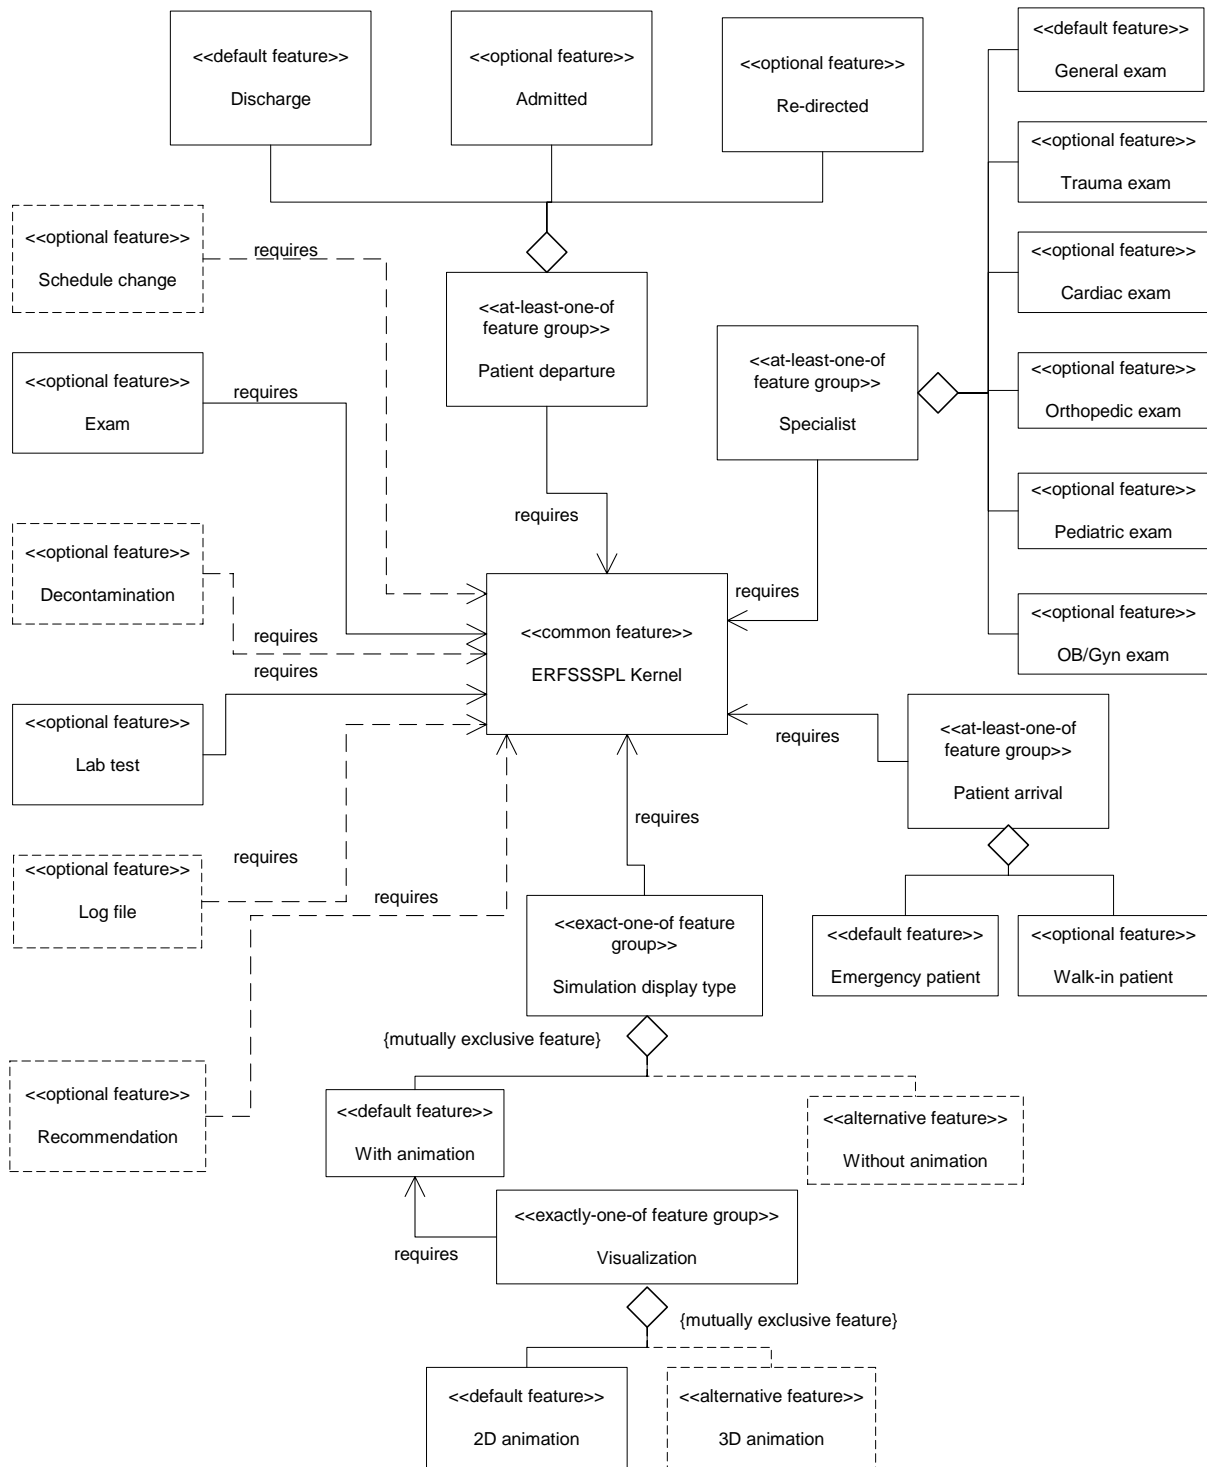 <<default feature>>
Discharge
<<optional feature>>
Admitted
<<optional feature>>
Re-directed
<<default feature>>
General exam
<<optional feature>>
Trauma exam
<<optional feature>>
Schedule change
requires
<<optional feature>>
Cardiac exam
<<at-least-one-of
feature group>>
Patient departure
<<at-least-one-of
feature group>>
Specialist
<<optional feature>>
Exam
requires
<<optional feature>>
Orthopedic exam
<<optional feature>>
Pediatric exam
requires
<<optional feature>>
Decontamination
requires
requires
requires
<<common feature>>
ERFSSSPL Kernel
<<optional feature>>
OB/Gyn exam
<<optional feature>>
Lab test
requires
<<at-least-one-of
feature group>>
Patient arrival
requires
<<optional feature>>
Log file
requires
requires
<<exact-one-of feature
group>>
Simulation display type
<<default feature>>
Emergency patient
<<optional feature>>
Walk-in patient
{mutually exclusive feature}
<<optional feature>>
Recommendation
<<default feature>>
With animation
<<alternative feature>>
Without animation
<<exactly-one-of feature group>>
Visualization
requires
{mutually exclusive feature}
<<default feature>>
2D animation
<<alternative feature>>
3D animation